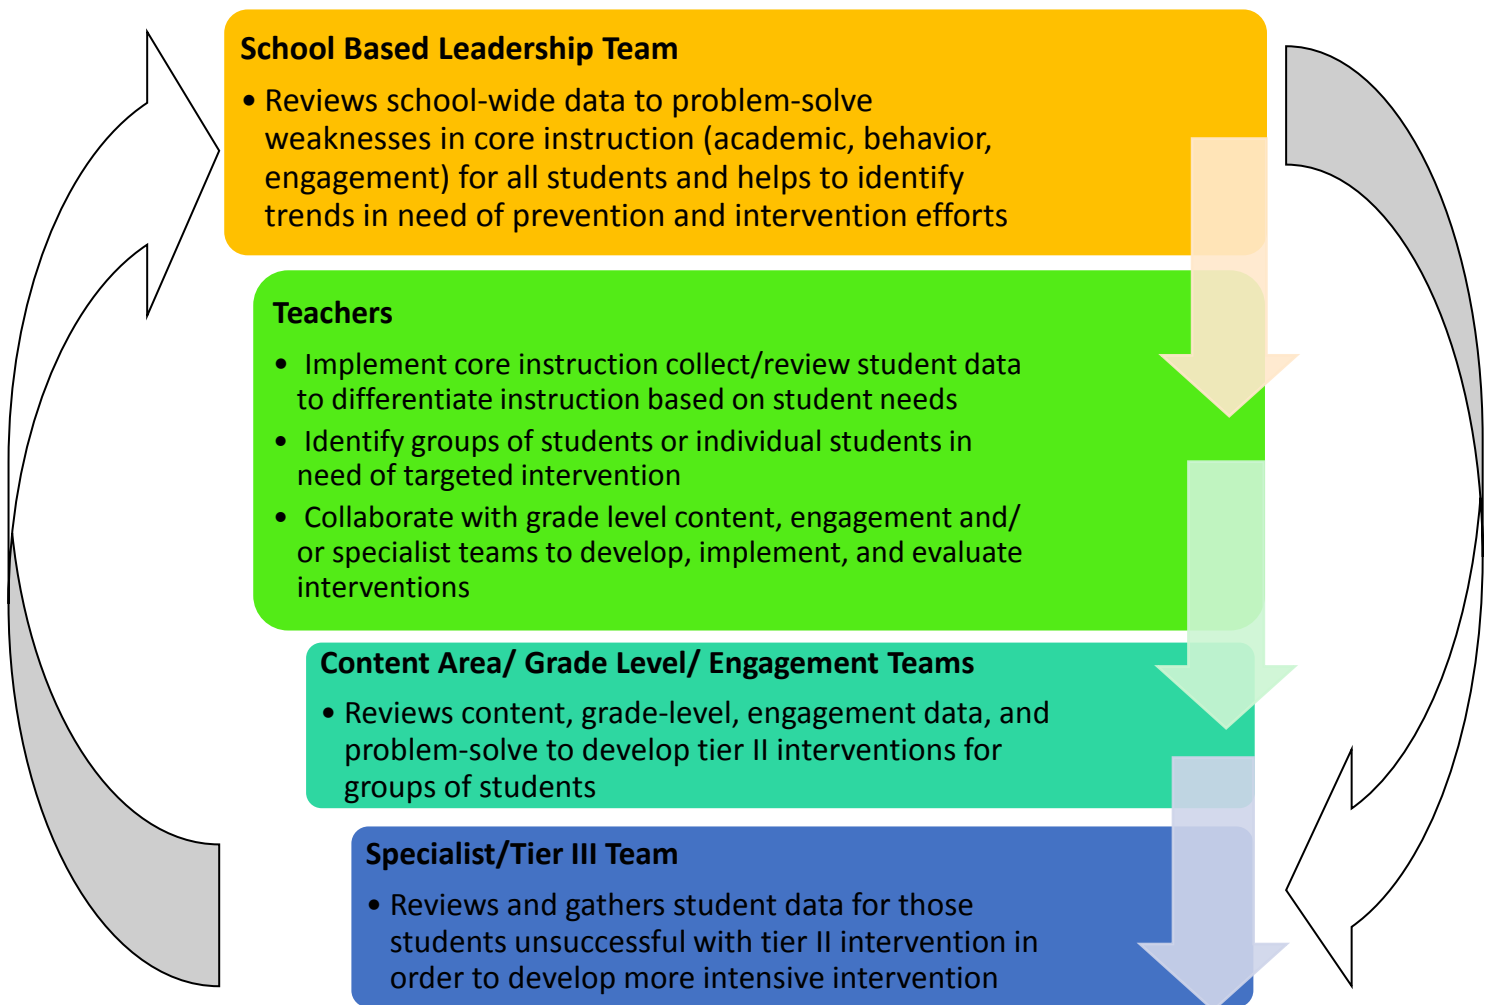 School Based Leadership Team
• Reviews school-wide data to problem-solve
weaknesses in core instruction (academic, behavior,
engagement) for all students and helps to identify
trends in need of prevention and intervention efforts
Teachers
• Implement core instruction collect/review student data
to differentiate instruction based on student needs
• Identify groups of students or individual students in
need of targeted intervention
• Collaborate with grade level content, engagement and/
or specialist teams to develop, implement, and evaluate
interventions
Content Area/ Grade Level/ Engagement Teams
• Reviews content, grade-level, engagement data, and
problem-solve to develop tier II interventions for
groups of students
Specialist/Tier III Team
• Reviews and gathers student data for those
students unsuccessful with tier II intervention in
order to develop more intensive intervention